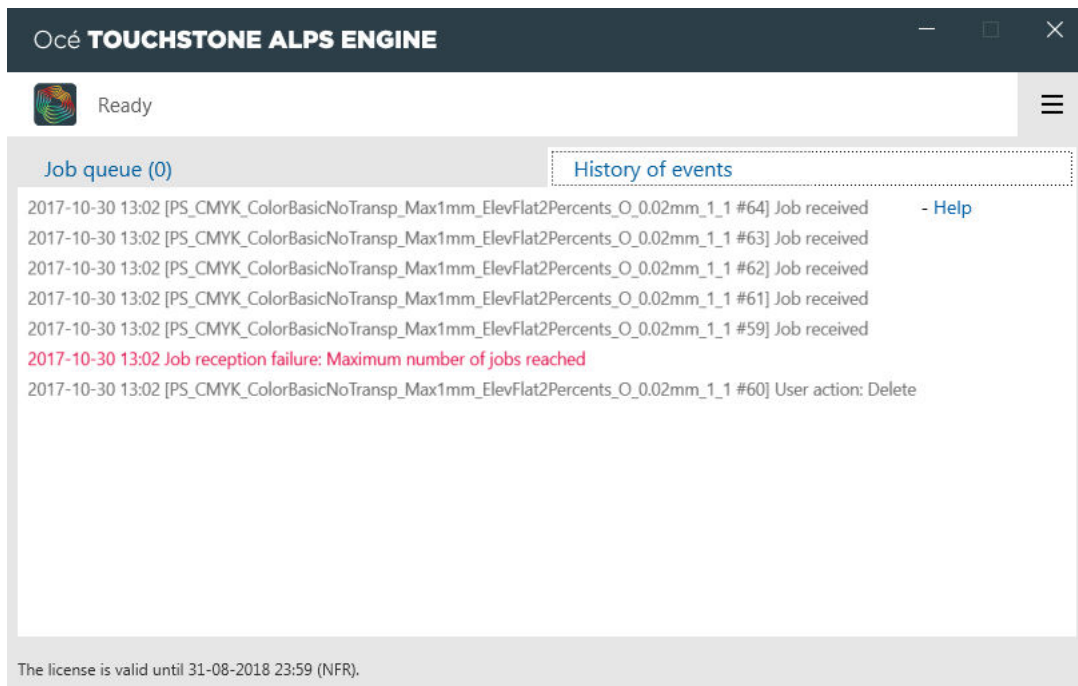 Océ TOUCHSTONE ALPS ENGINE
Ready
Job queue (0)
History of events
2017-10-30 13:02 [PS_CMYK_ColorBasicNoTransp_Max1mm_ElevFlat2Percents_O_0.02mm_1_1 #64] Job received - Help
2017-10-30 13:02 [PS_CMYK_ColorBasicNoTransp_Max1mm_ElevFlat2Percents_O_0.02mm_1_1 #63] Job received
2017-10-30 13:02 [PS_CMYK_ColorBasicNoTransp_Max1mm_ElevFlat2Percents_O_0.02mm_1_1 #62] Job received
2017-10-30 13:02 [PS_CMYK_ColorBasicNoTransp_Max1mm_ElevFlat2Percents_O_0.02mm_1_1 #61] Job received
2017-10-30 13:02 [PS_CMYK_ColorBasicNoTransp_Max1mm_ElevFlat2Percents_O_0.02mm_1_1 #59] Job received
2017-10-30 13:02 Job reception failure: Maximum number of jobs reached
2017-10-30 13:02 [PS_CMYK_ColorBasicNoTransp_Max1mm_ElevFlat2Percents_O_0.02mm_1_1 #60] User action: Delete
The license is valid until 31-08-2018 23:59 (NFR).